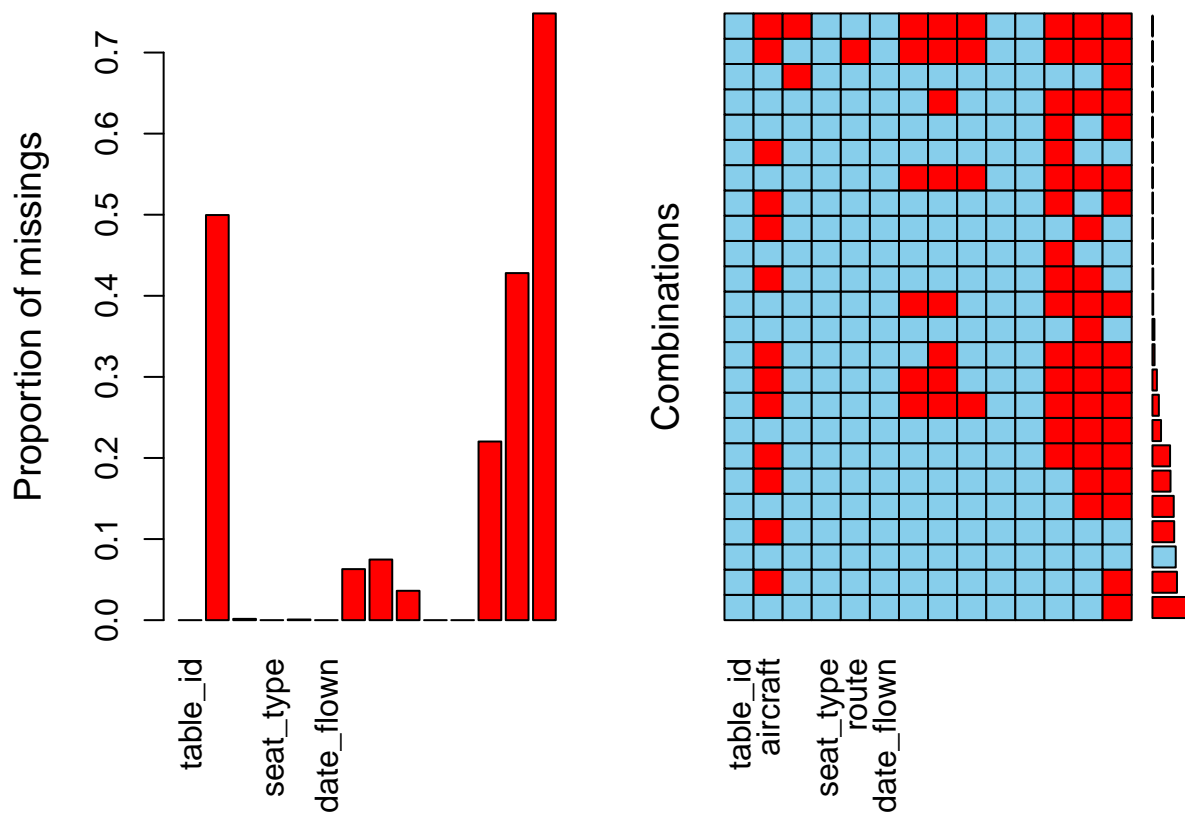 Proportion of missings
0.7
0.6
0.5
0.4
0.3
0.2
0.1
0.0
table_id
seat_type
date_flown
Combinations
table_id
aircraft
seat_type
route
date_flown